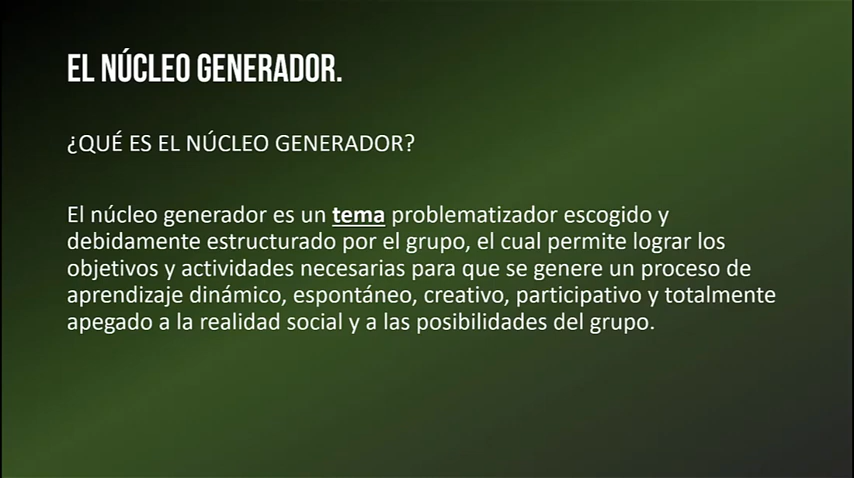 EL NÚCLEO GENERADOR.
¿QUÉ ES EL NÚCLEO GENERADOR?
El núcleo generador es un tema problematizador escogido y
debidamente estructurado por el grupo, el cual permite lograr los
objetivos y actividades necesarias para que se genere un proceso de
aprendizaje dinámico, espontáneo, creativo, participativo y totalmente
apegado a la realidad social y a las posibilidades del grupo.